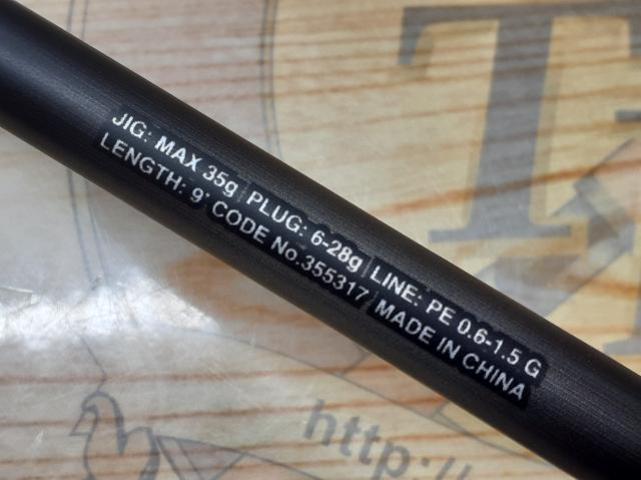 JIG: MAX 35g PLUG: 6-28g LINE: PE 0.6-1.5 G
LENGTH: 9' CODE No.355317 MADE IN CHINA
http:/